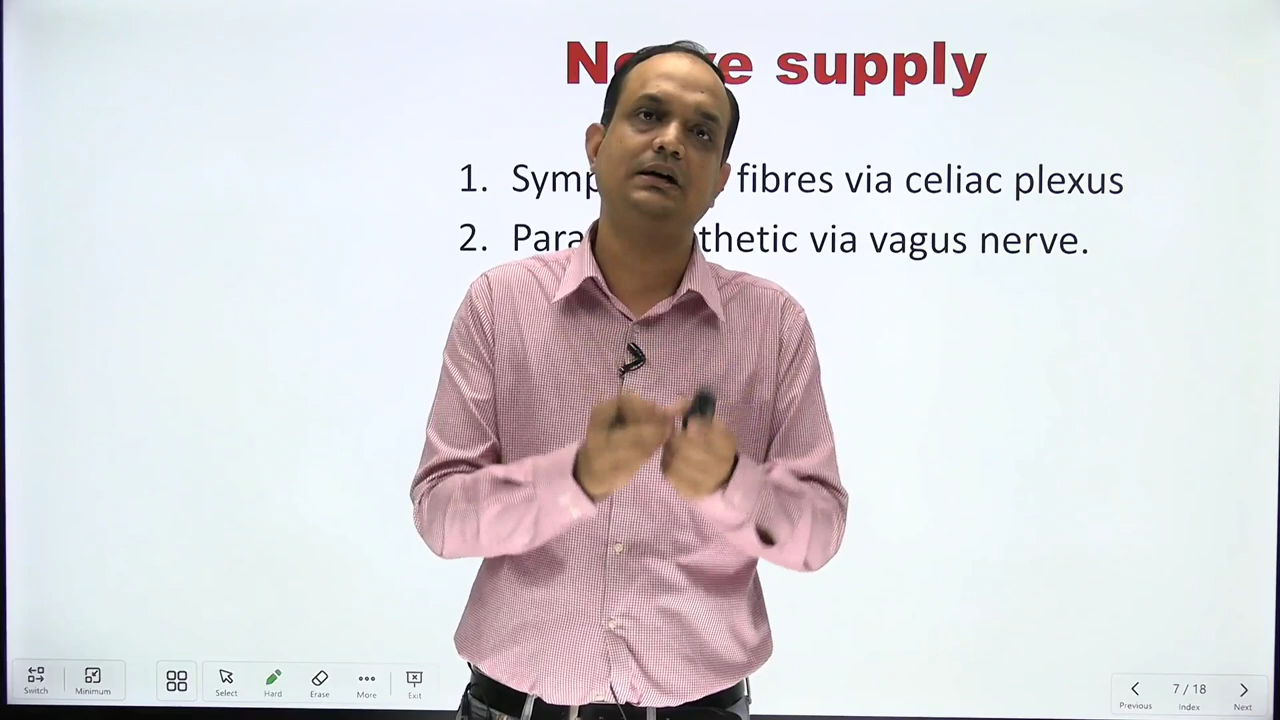 N e supply
1. Symp fibres via celiac plexus
2. Para thetic via vagus nerve.
Switch
Minimum
Select
Hard
Erase
More
Exit
Previous
7 / 18
Index
Next